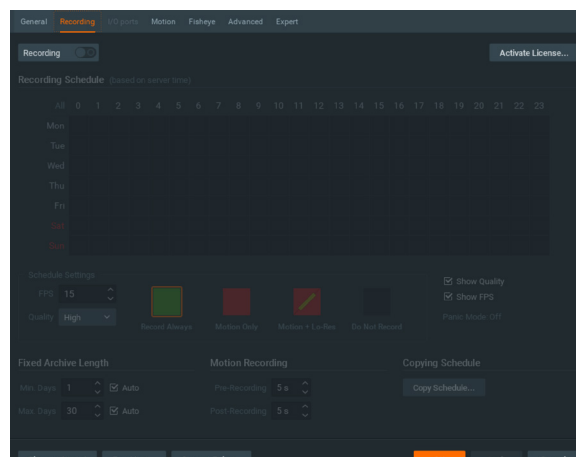 General Recording I/O ports Motion Fisheye Advanced Expert
Recording Activate License...
Recording Schedule (based on server time)
All 0 1 2 3 4 5 6 7 8 9 10 11 12 13 14 15 16 17 18 19 20 21 22 23
Mon
Tue
Wed
Thu
Fri
Sat
Sun
Schedule Settings
FPS 15
Quality High
Record Always Motion Only Motion + Lo-Res Do Not Record
Show Quality
Show FPS
Panic Mode: Off
Fixed Archive Length Motion Recording Copying Schedule
Min. Days 1 Auto Pre-Recording 5 s Copy Schedule...
Max. Days 30 Auto Post-Recording 5 s